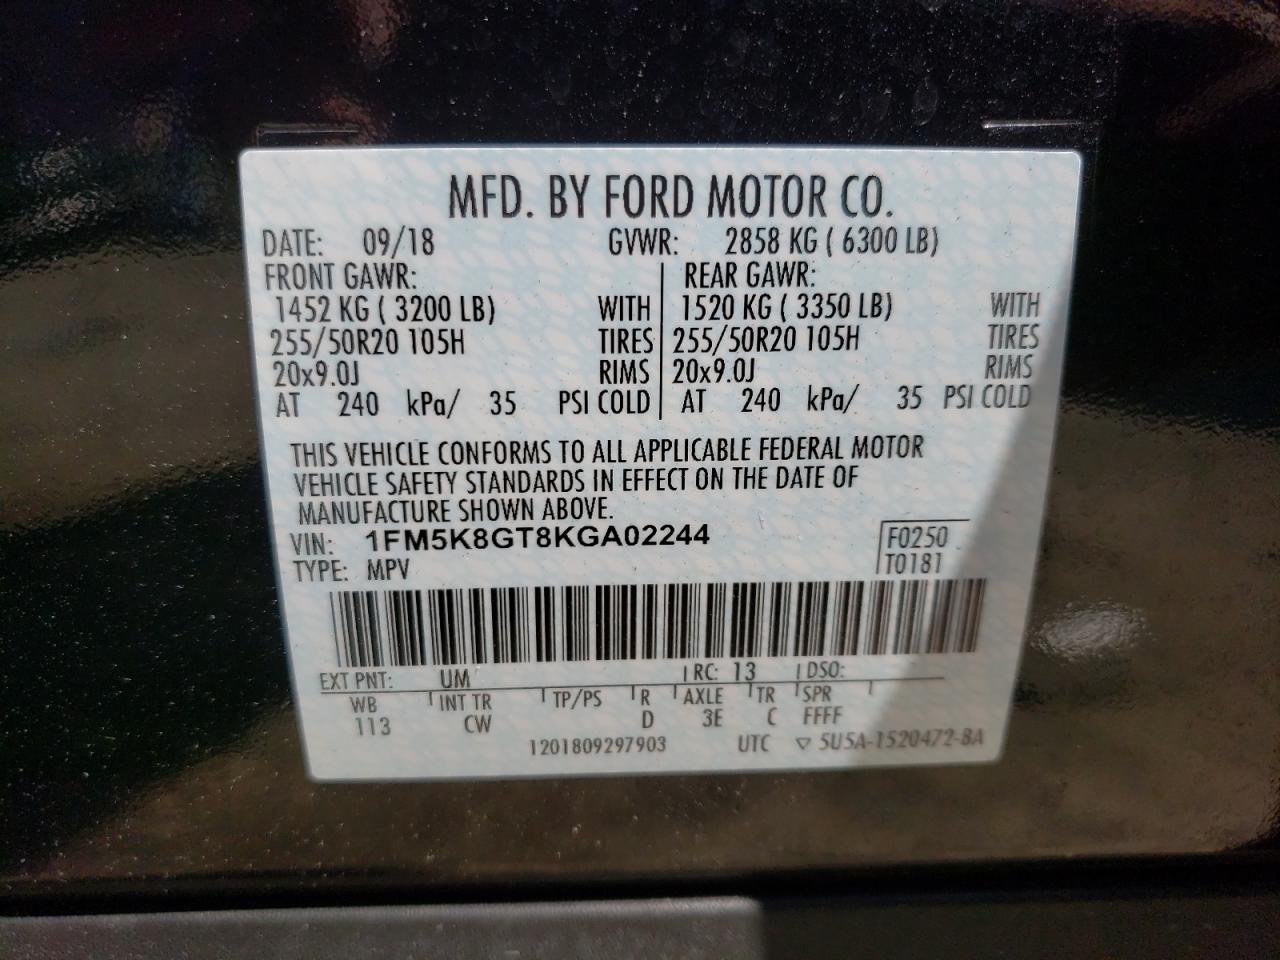 MFD. BY FORD MOTOR CO.
DATE: 09/18 GVWR: 2858 KG ( 6300 LB)
FRONT GAWR: REAR GAWR:
1452 KG ( 3200 LB) WITH 1520 KG ( 3350 LB) WITH
255/50R20 105H TIRES 255/50R20 105H TIRES
20x9.0J RIMS 20x9.0J RIMS
AT 240 kPa/ 35 PSI COLD AT 240 kPa/ 35 PSI COLD
THIS VEHICLE CONFORMS TO ALL APPLICABLE FEDERAL MOTOR
VEHICLE SAFETY STANDARDS IN EFFECT ON THE DATE OF
MANUFACTURE SHOWN ABOVE.
VIN: 1FM5K8GT8KGA02244 F0250
TYPE: MPV T0181
EXT PNT: UM RC: 13 DSO:
WB INT TR TP/PS R AXLE TR SPR
113 CW D 3E C FFFF
1201809297903 UTC ▽ 5U5A-1520472-BA